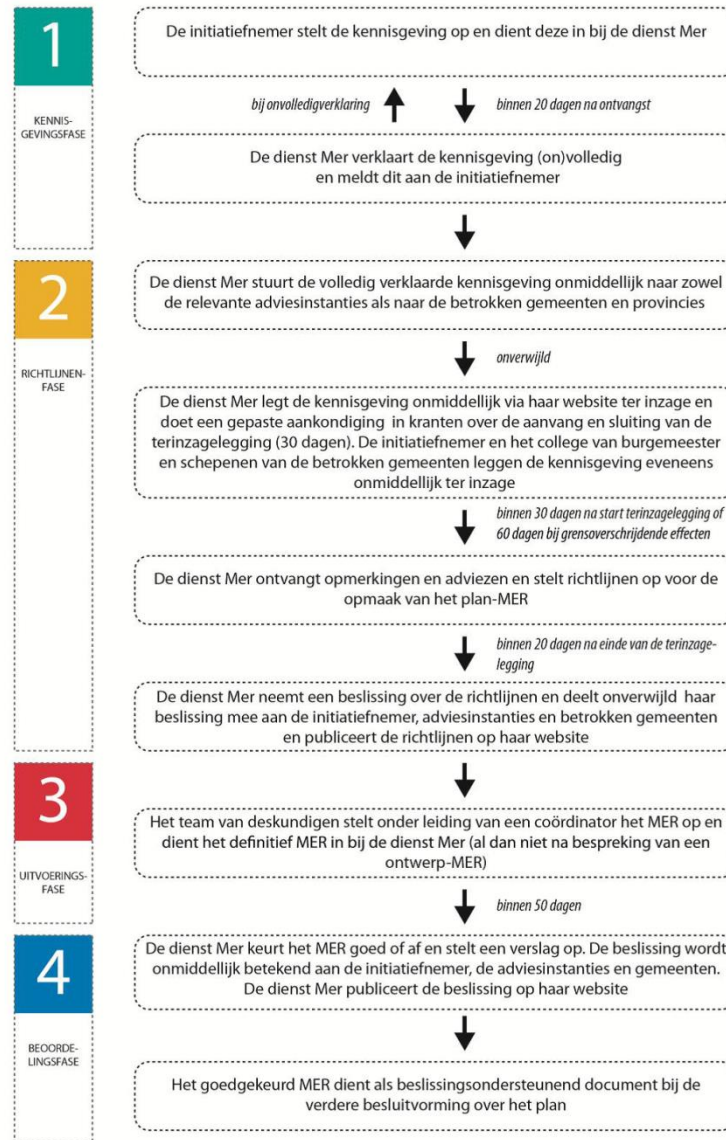 1
KENNIS-
GEVINGSFASE
De initiatiefnemer stelt de kennisgeving op en dient deze in bij de dienst Mer
bij onvolledigverklaring
binnen 20 dagen na ontvangst
De dienst Mer verklaart de kennisgeving (on)volledig
en meldt dit aan de initiatiefnemer
2
RICHTLIJNEN-
FASE
De dienst Mer stuurt de volledig verklaarde kennisgeving onmiddellijk naar zowel
de relevante adviesinstanties als naar de betrokken gemeenten en provincies
onverwijld
De dienst Mer legt de kennisgeving onmiddellijk via haar website ter inzage en
doet een gepaste aankondiging in kranten over de aanvang en sluiting van de
terinzagelegging (30 dagen). De initiatiefnemer en het college van burgemeester
en schepenen van de betrokken gemeenten leggen de kennisgeving eveneens
onmiddellijk ter inzage
binnen 30 dagen na start terinzagelegging of
60 dagen bij grensoverschrijdende effecten
De dienst Mer ontvangt opmerkingen en adviezen en stelt richtlijnen op voor de
opmaak van het plan-MER
binnen 20 dagen na einde van de terinzage-
legging
De dienst Mer neemt een beslissing over de richtlijnen en deelt onverwijld haar
beslissing mee aan de initiatiefnemer, adviesinstanties en betrokken gemeenten
en publiceert de richtlijnen op haar website
3
UITVOERINGS-
FASE
Het team van deskundigen stelt onder leiding van een coördinator het MER op en
dient het definitief MER in bij de dienst Mer (al dan niet na bespreking van een
ontwerp-MER)
binnen 50 dagen
4
BEOORDE-
LINGSFASE
De dienst Mer keurt het MER goed of af en stelt een verslag op. De beslissing wordt
onmiddellijk betekend aan de initiatiefnemer, de adviesinstanties en gemeenten.
De dienst Mer publiceert de beslissing op haar website
Het goedgekeurd MER dient als beslissingsondersteunend document bij de
verdere besluitvorming over het plan